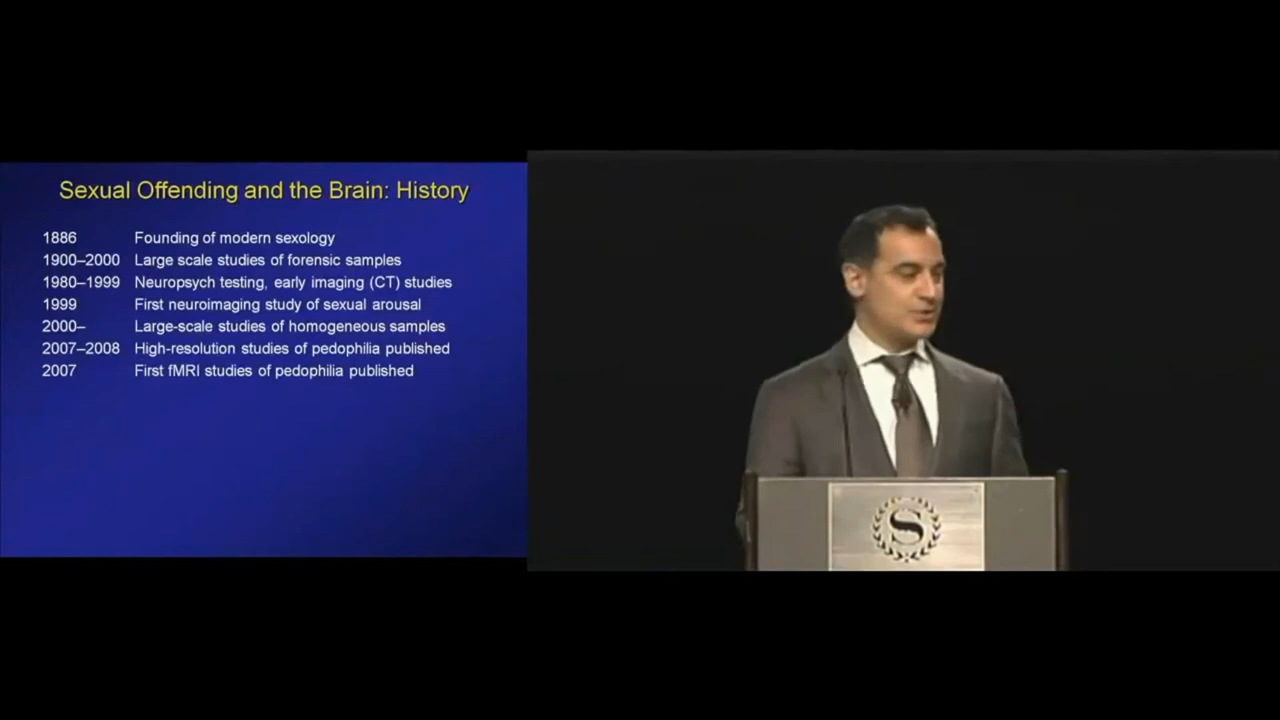 Sexual Offending and the Brain: History
1886 Founding of modern sexology
1900–2000 Large scale studies of forensic samples
1980–1999 Neuropsych testing, early imaging (CT) studies
1999 First neuroimaging study of sexual arousal
2000– Large-scale studies of homogeneous samples
2007–2008 High-resolution studies of pedophilia published
2007 First fMRI studies of pedophilia published
S